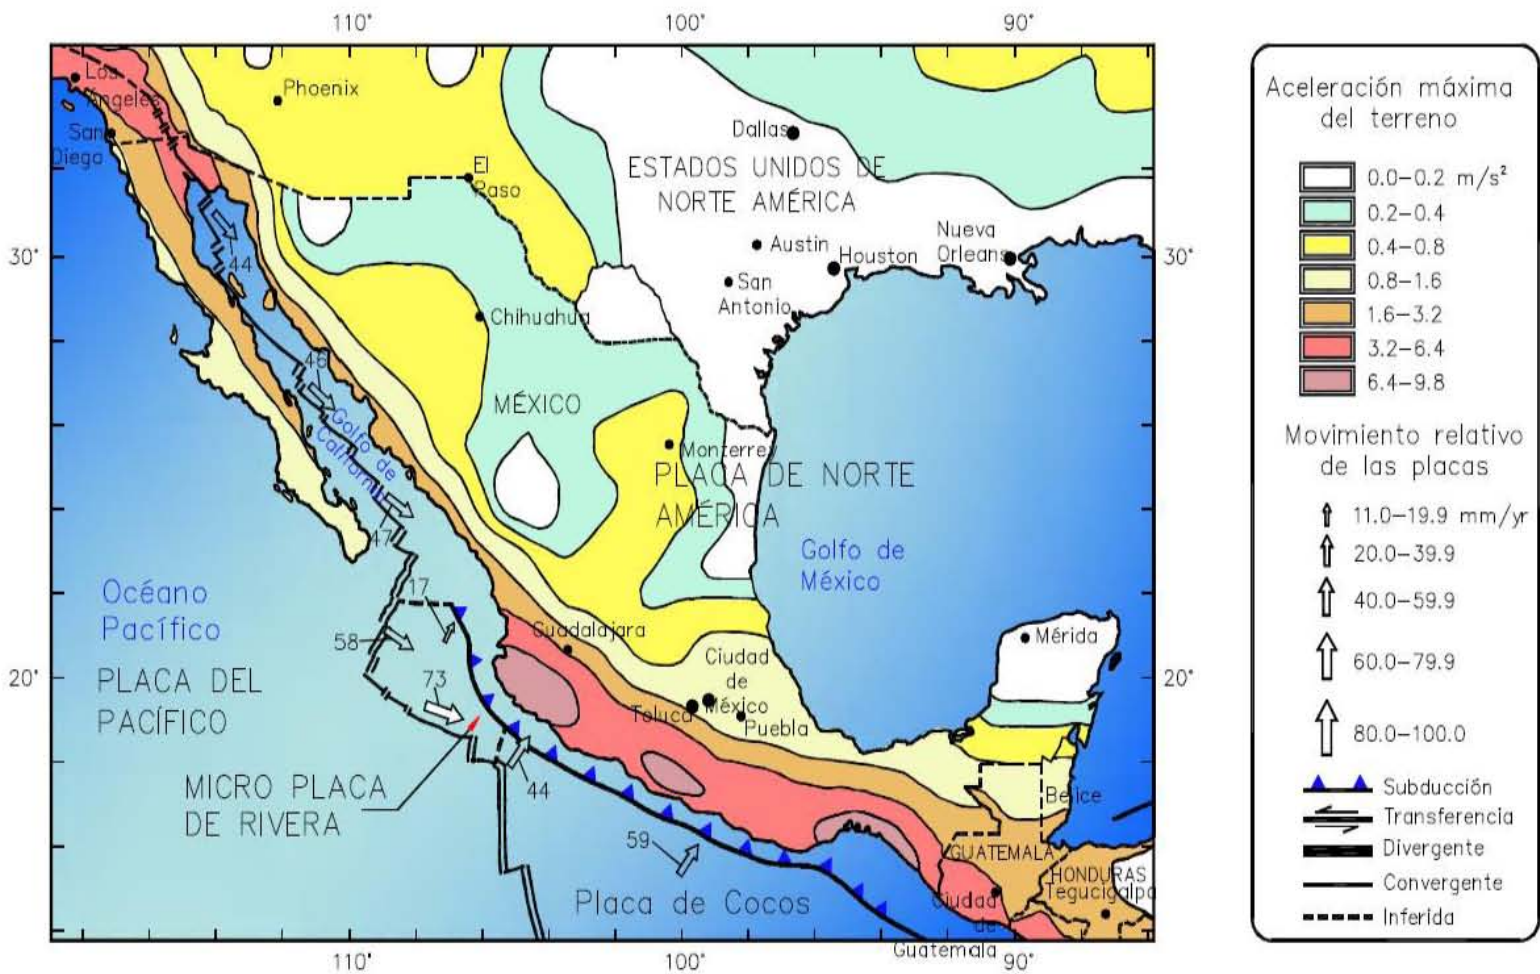 110° 100° 90°
Los
Ángeles
Phoenix
San
Diega
El
Paso
Dallas
ESTADOS UNIDOS DE
NORTE AMÉRICA
Austin
Houston
Nueva
Orleans
San
Antonio
30° 30°
44
Chihuahua
46
MÉXICO
Golfo de
California
Monterrey
PLACA DE NORTE
AMÉRICA
47
Golfo de
México
Océano
Pacífico
17
58
Guadalajara
Mérida
Ciudad
de
México
20° 20°
PLACA DEL
PACÍFICO
73
Toluca
Puebla
MICRO PLACA
DE RIVERA
44
Belice
59
GUATEMALA
HONDURAS
Tegucigalpa
Placa de Cocos
Ciudad
de
Guatemala
110° 100° 90°
Aceleración máxima
del terreno
0.0–0.2 m/s²
0.2–0.4
0.4–0.8
0.8–1.6
1.6–3.2
3.2–6.4
6.4–9.8
Movimiento relativo
de las placas
11.0–19.9 mm/yr
20.0–39.9
40.0–59.9
60.0–79.9
80.0–100.0
Subducción
Transferencia
Divergente
Convergente
Inferida